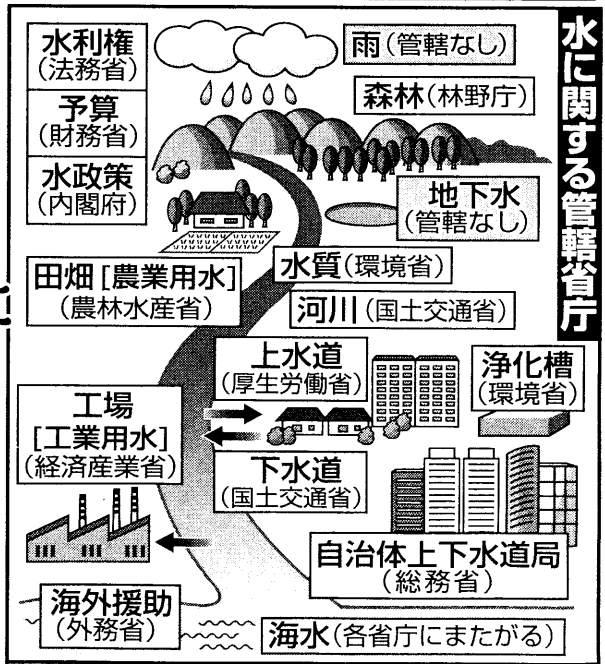 水に関する管轄省庁
水利権
(法務省)
予算
(財務省)
水政策
(内閣府)
雨(管轄なし)
森林(林野庁)
地下水
(管轄なし)
田畑[農業用水]
(農林水産省)
水質(環境省)
河川(国土交通省)
上水道
(厚生労働省)
浄化槽
(環境省)
工場
[工業用水]
(経済産業省)
下水道
(国土交通省)
自治体上下水道局
(総務省)
海外援助
(外務省)
海水(各省庁にまたがる)